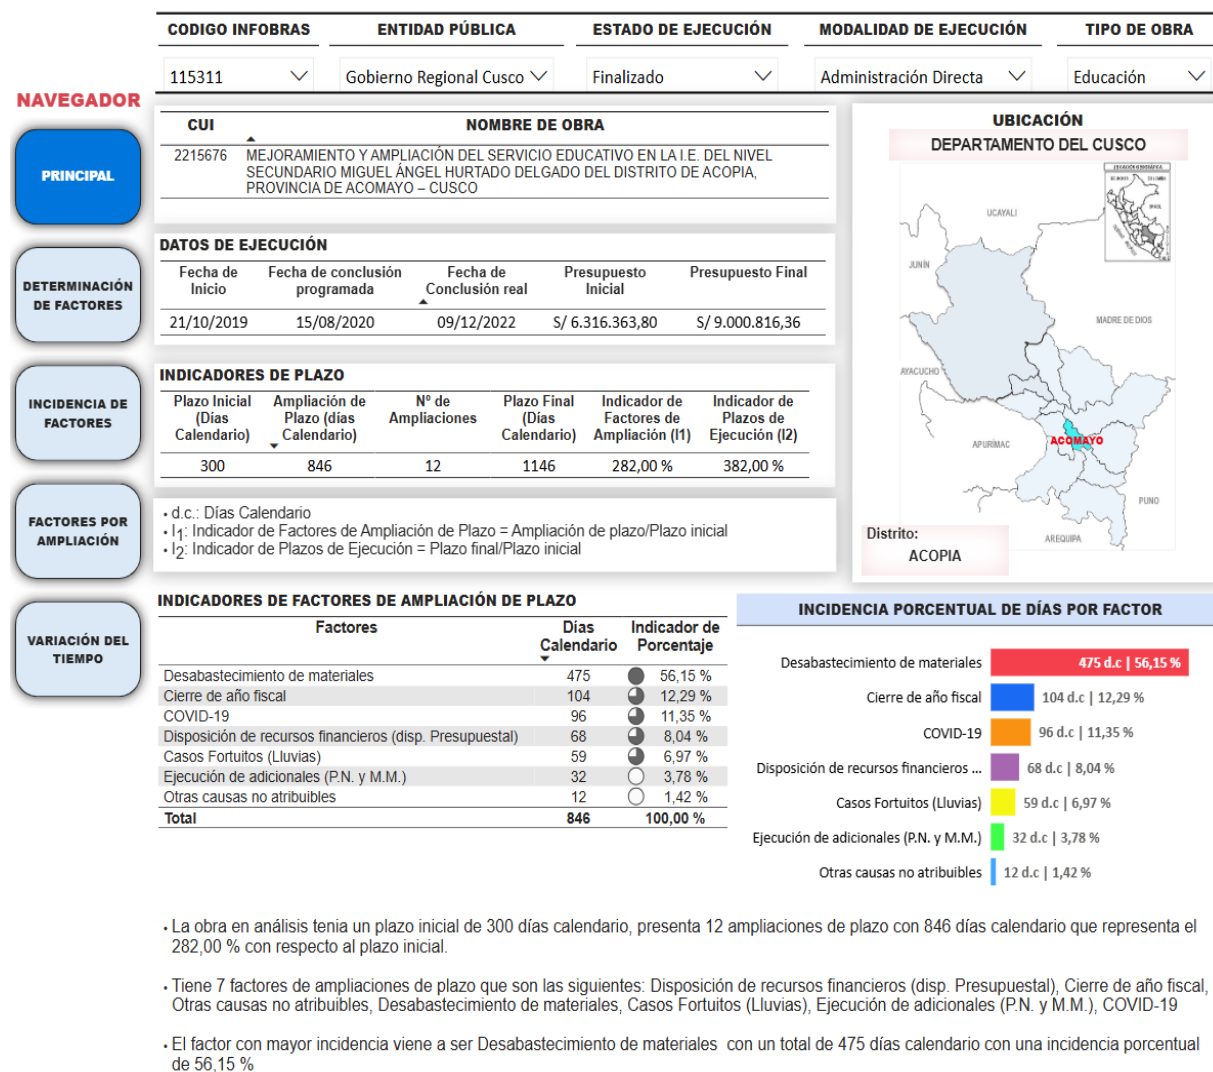 CODIGO INFOBRAS ENTIDAD PÚBLICA ESTADO DE EJECUCIÓN MODALIDAD DE EJECUCIÓN TIPO DE OBRA
115311 Gobierno Regional Cusco Finalizado Administración Directa Educación
NAVEGADOR
PRINCIPAL
DETERMINACIÓN
DE FACTORES
INCIDENCIA DE
FACTORES
FACTORES POR
AMPLIACIÓN
VARIACIÓN DEL
TIEMPO
CUI NOMBRE DE OBRA
2215676 MEJORAMIENTO Y AMPLIACIÓN DEL SERVICIO EDUCATIVO EN LA I.E. DEL NIVEL
SECUNDARIO MIGUEL ÁNGEL HURTADO DELGADO DEL DISTRITO DE ACOPIA,
PROVINCIA DE ACOMAYO – CUSCO
DATOS DE EJECUCIÓN
Fecha de Fecha de conclusión Fecha de Presupuesto Presupuesto Final
Inicio programada Conclusión real Inicial
21/10/2019 15/08/2020 09/12/2022 S/ 6.316.363,80 S/ 9.000.816,36
INDICADORES DE PLAZO
Plazo Inicial Ampliación de Nº de Plazo Final Indicador de Indicador de
(Días Plazo (días Ampliaciones (Días Factores de Plazos de
Calendario) Calendario) Calendario) Ampliación (I1) Ejecución (I2)
300 846 12 1146 282,00 % 382,00 %
• d.c.: Días Calendario
• I1: Indicador de Factores de Ampliación de Plazo = Ampliación de plazo/Plazo inicial
• I2: Indicador de Plazos de Ejecución = Plazo final/Plazo inicial
UBICACIÓN
DEPARTAMENTO DEL CUSCO
UCAYALI
JUNÍN
MADRE DE DIOS
AYACUCHO
APURÍMAC
ACOMAYO
PUNO
AREQUIPA
Distrito:
ACOPIA
INDICADORES DE FACTORES DE AMPLIACIÓN DE PLAZO
Factores Días Indicador de
Calendario Porcentaje
Desabastecimiento de materiales 475 56,15 %
Cierre de año fiscal 104 12,29 %
COVID-19 96 11,35 %
Disposición de recursos financieros (disp. Presupuestal) 68 8,04 %
Casos Fortuitos (Lluvias) 59 6,97 %
Ejecución de adicionales (P.N. y M.M.) 32 3,78 %
Otras causas no atribuibles 12 1,42 %
Total 846 100,00 %
INCIDENCIA PORCENTUAL DE DÍAS POR FACTOR
Desabastecimiento de materiales 475 d.c | 56,15 %
Cierre de año fiscal 104 d.c | 12,29 %
COVID-19 96 d.c | 11,35 %
Disposición de recursos financieros ... 68 d.c | 8,04 %
Casos Fortuitos (Lluvias) 59 d.c | 6,97 %
Ejecución de adicionales (P.N. y M.M.) 32 d.c | 3,78 %
Otras causas no atribuibles 12 d.c | 1,42 %
• La obra en análisis tenia un plazo inicial de 300 días calendario, presenta 12 ampliaciones de plazo con 846 días calendario que representa el
282,00 % con respecto al plazo inicial.
• Tiene 7 factores de ampliaciones de plazo que son las siguientes: Disposición de recursos financieros (disp. Presupuestal), Cierre de año fiscal,
Otras causas no atribuibles, Desabastecimiento de materiales, Casos Fortuitos (Lluvias), Ejecución de adicionales (P.N. y M.M.), COVID-19
• El factor con mayor incidencia viene a ser Desabastecimiento de materiales con un total de 475 días calendario con una incidencia porcentual
de 56,15 %